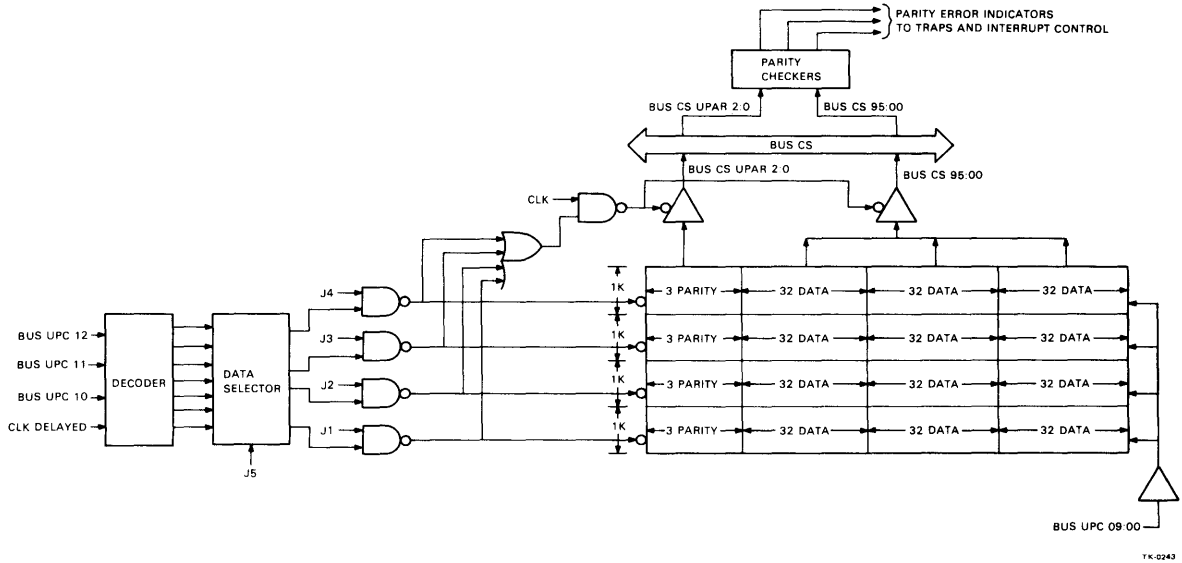 PARITY ERROR INDICATORS
TO TRAPS AND INTERRUPT CONTROL
PARITY
CHECKERS
BUS CS UPAR 2:0
BUS CS 95:00
BUS CS
BUS CS UPAR 2:0
BUS CS 95:00
CLK
J4
1K
3 PARITY
32 DATA
32 DATA
32 DATA
J3
1K
3 PARITY
32 DATA
32 DATA
32 DATA
J2
1K
3 PARITY
32 DATA
32 DATA
32 DATA
J1
1K
3 PARITY
32 DATA
32 DATA
32 DATA
BUS UPC 12
BUS UPC 11
BUS UPC 10
CLK DELAYED
DECODER
DATA
SELECTOR
J5
BUS UPC 09:00
TK-0243